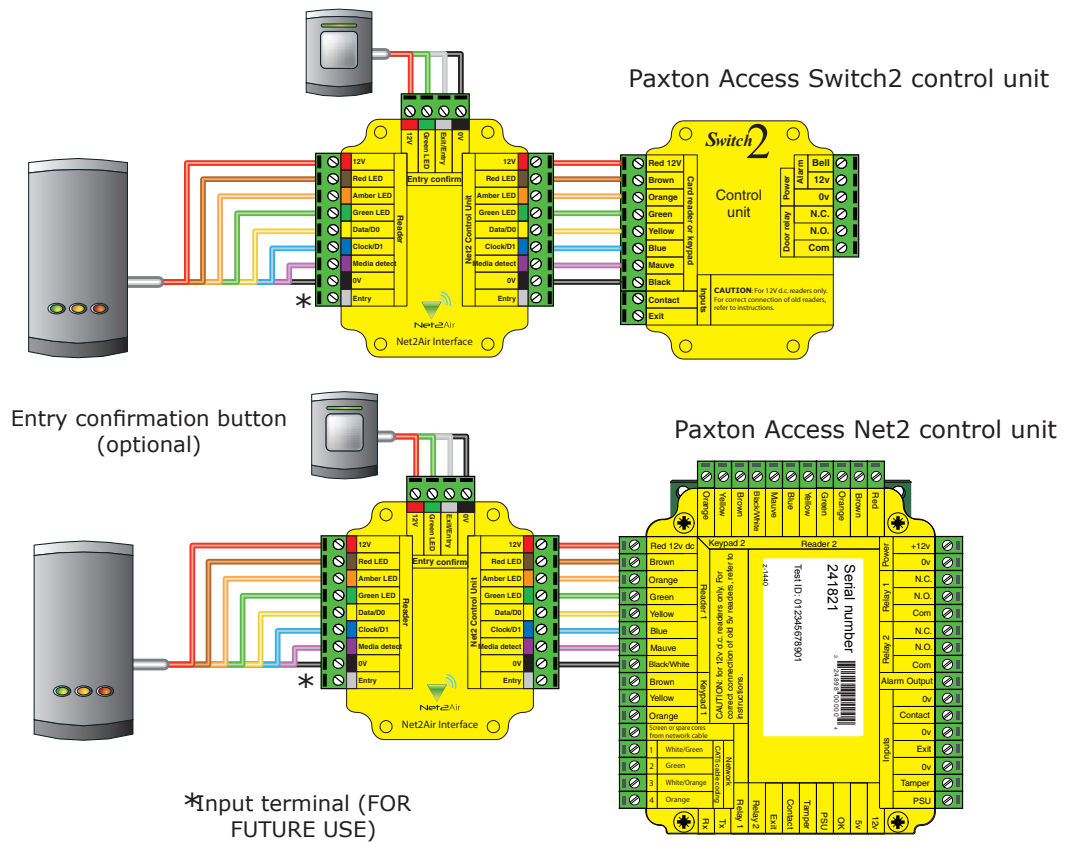 Paxton Access Switch2 control unit
12V
Green LED
Exit/Entry
0V
Entry confirm
12V
Red LED
Amber LED
Green LED
Data/D0
Clock/D1
Media detect
0V
Entry
Reader
Net2 Control Unit
12V
Red LED
Amber LED
Green LED
Data/D0
Clock/D1
Media detect
0V
Entry
Net2Air
Net2Air Interface
*
Switch2
Control
unit
Red 12V
Brown
Orange
Green
Yellow
Blue
Mauve
Black
Contact
Exit
Card reader or keypad
Inputs
Alarm
Power
Door relay
Bell
12v
0v
N.C.
N.O.
Com
CAUTION: For 12V d.c. readers only.
For correct connection of old readers,
refer to instructions.
Entry confirmation button
(optional)
Paxton Access Net2 control unit
12V
Green LED
Exit/Entry
0V
Entry confirm
12V
Red LED
Amber LED
Green LED
Data/D0
Clock/D1
Media detect
0V
Entry
Reader
Net2 Control Unit
12V
Red LED
Amber LED
Green LED
Data/D0
Clock/D1
Media detect
0V
Entry
Net2Air
Net2Air Interface
*
Orange
Yellow
Brown
Black/White
Mauve
Blue
Yellow
Green
Orange
Brown
Red
Keypad 2
Reader 2
Red 12v dc
Brown
Orange
Green
Yellow
Blue
Mauve
Black/White
Brown
Yellow
Orange
Reader 1
Keypad 1
Screen or spare cores
from network cable
1 White/Green
2 Green
3 White/Orange
4 Orange
Network
CAT5 cable coding
CAUTION: for 12v d.c. readers only. For
correct connection of old 5v readers, refer to
instructions.
Serial number
241821
Test ID: 012345678901
z-1440
3 24898 00000 4
Power
Relay 1
Relay 2
Inputs
+12v
0v
N.C.
N.O.
Com
N.C.
N.O.
Com
Alarm Output
0v
Contact
0v
Exit
0v
Tamper
PSU
Rx
Tx
Relay 1
Relay 2
Exit
Contact
Tamper
PSU
OK
5v
12v
*Input terminal (FOR
FUTURE USE)